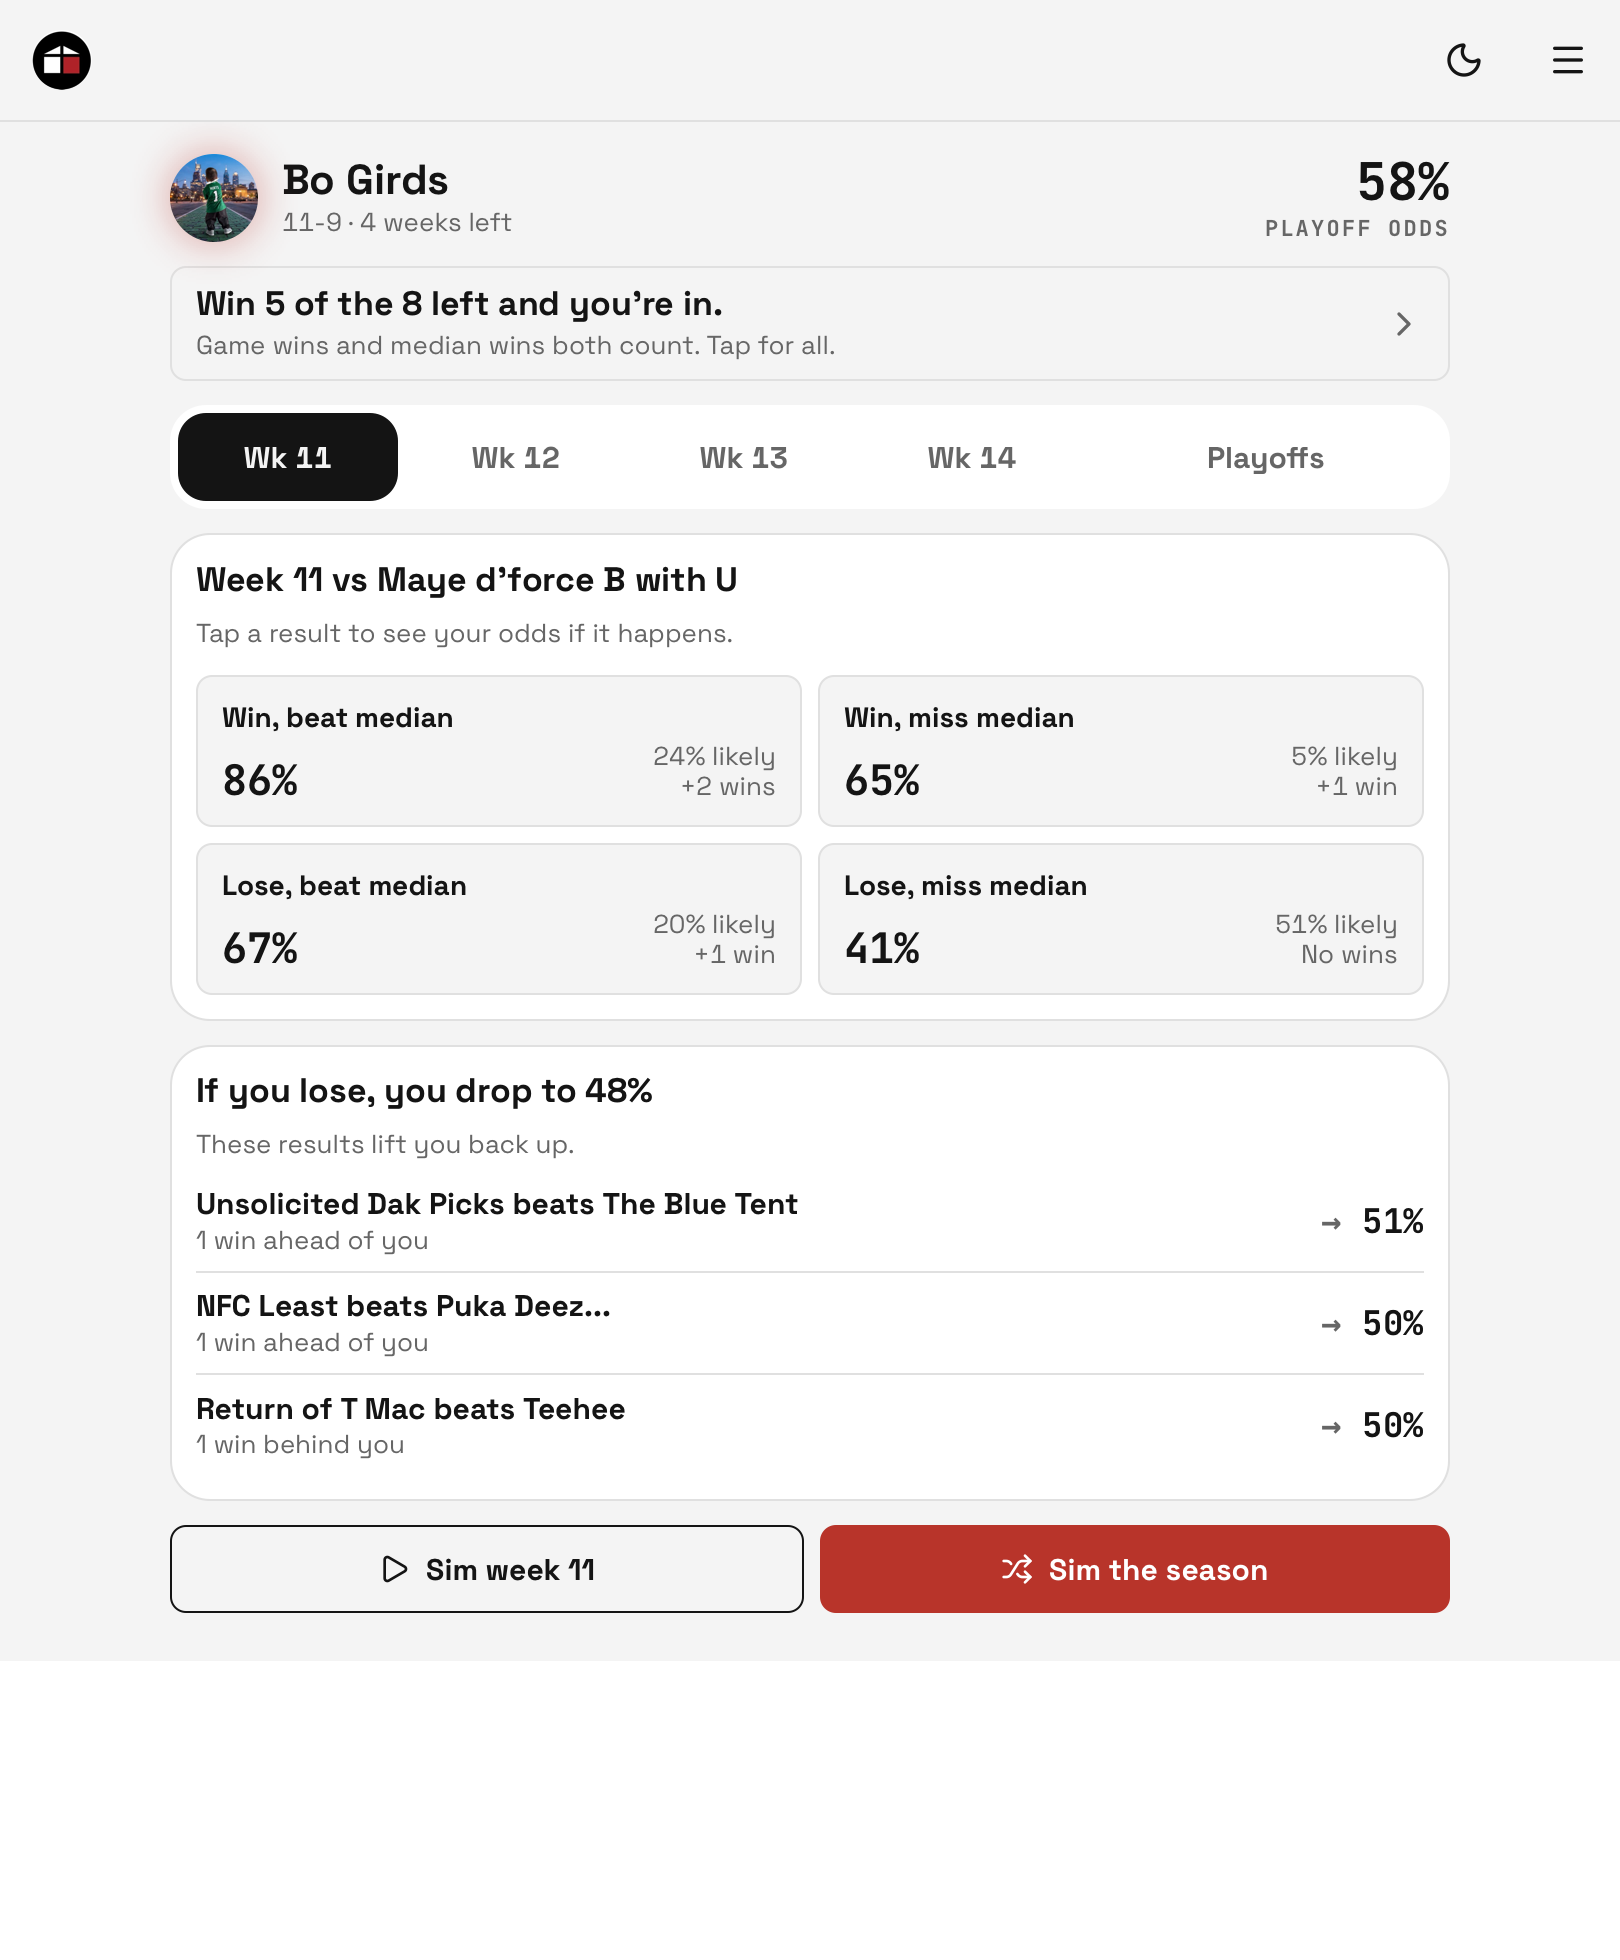 Bo Girds
11-9 · 4 weeks left
58%
PLAYOFF ODDS
Win 5 of the 8 left and you’re in.
Game wins and median wins both count. Tap for all.
Wk 11
Wk 12
Wk 13
Wk 14
Playoffs
Week 11 vs Maye d’force B with U
Tap a result to see your odds if it happens.
Win, beat median
86%
24% likely
+2 wins
Win, miss median
65%
5% likely
+1 win
Lose, beat median
67%
20% likely
+1 win
Lose, miss median
41%
51% likely
No wins
If you lose, you drop to 48%
These results lift you back up.
Unsolicited Dak Picks beats The Blue Tent
1 win ahead of you
→ 51%
NFC Least beats Puka Deez...
1 win ahead of you
→ 50%
Return of T Mac beats Teehee
1 win behind you
→ 50%
Sim week 11
Sim the season